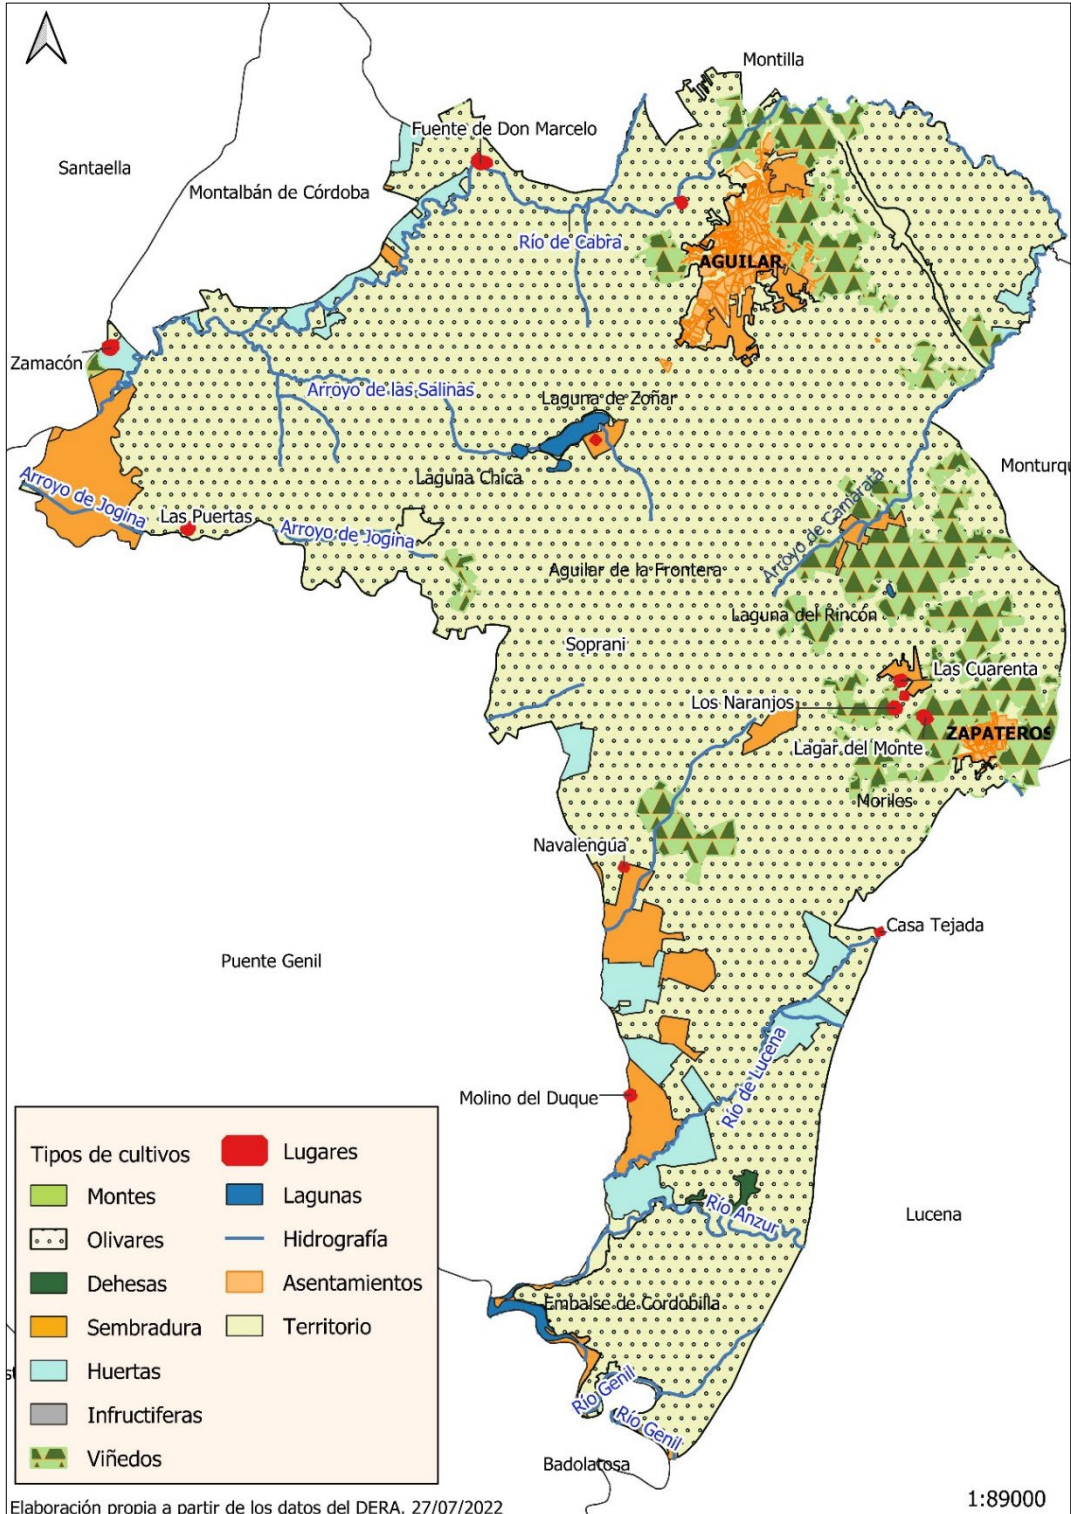 Montilla
Fuente de Don Marcelo
Santaella
Montalbán de Córdoba
Río de Cabra
AGUILAR
Zamacón
Arroyo de las Salinas
Laguna de Zoñar
Monturqu
Laguna Chica
Arroyo de Jogina
Las Puertas
Arroyo de Jogina
Arroyo de Camarata
Aguilar de la Frontera
Laguna del Rincón
Soprani
Las Cuarenta
Los Naranjos
ZAPATEROS
Lagar del Monte
Moriles
Navalengua
Casa Tejada
Puente Genil
Río de Lucena
Molino del Duque
Río Anzur
Lucena
Embalse de Cordobilla
Río Genil
Río Genil
Badolatosa
Tipos de cultivos
Montes
Olivares
Dehesas
Sembradura
Huertas
Infructiferas
Viñedos
Lugares
Lagunas
Hidrografía
Asentamientos
Territorio
Elaboración propia a partir de los datos del DERA. 27/07/2022
1:89000